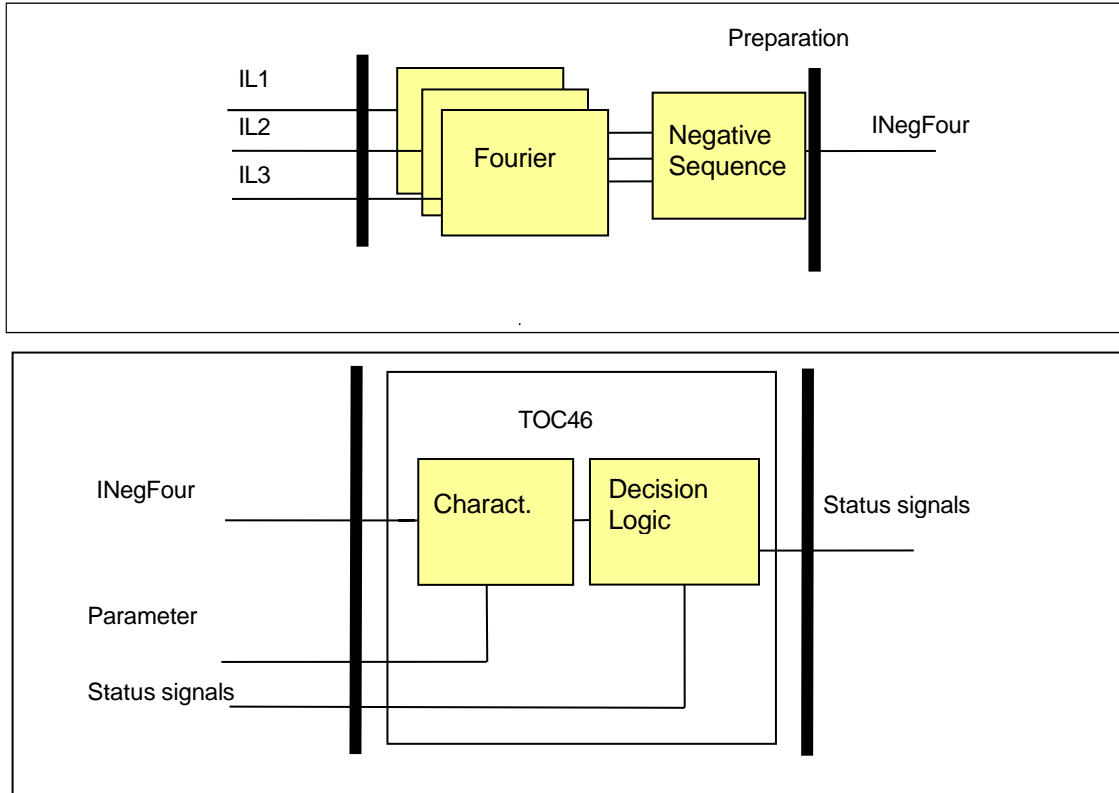 Preparation
IL1
IL2
IL3
Fourier
Negative
Sequence
INegFour
TOC46
INegFour
Charact.
Decision
Logic
Status signals
Parameter
Status signals